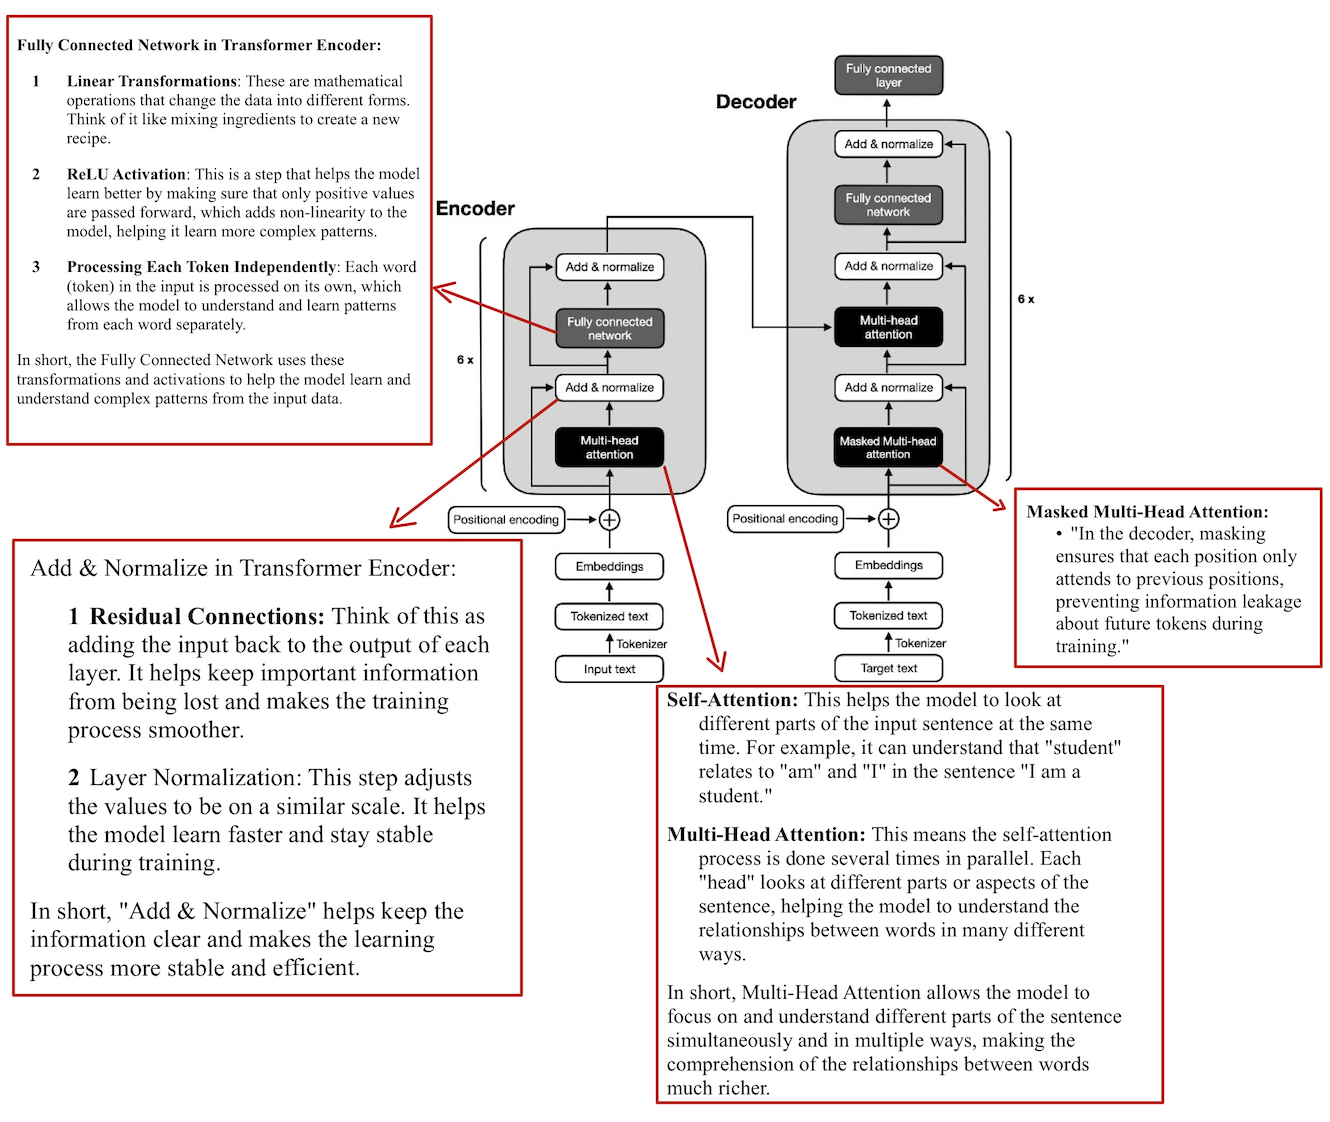 Fully Connected Network in Transformer Encoder:
1 Linear Transformations: These are mathematical
operations that change the data into different forms.
Think of it like mixing ingredients to create a new
recipe.
2 ReLU Activation: This is a step that helps the model
learn better by making sure that only positive values
are passed forward, which adds non-linearity to the
model, helping it learn more complex patterns.
3 Processing Each Token Independently: Each word
(token) in the input is processed on its own, which
allows the model to understand and learn patterns
from each word separately.
In short, the Fully Connected Network uses these
transformations and activations to help the model learn and
understand complex patterns from the input data.
Encoder
Add & normalize
Fully connected
network
6 x
Add & normalize
Multi-head
attention
Positional encoding
+
Embeddings
Tokenized text
Tokenizer
Input text
Decoder
Fully connected
layer
Add & normalize
Fully connected
network
Add & normalize
6 x
Multi-head
attention
Add & normalize
Masked Multi-head
attention
Positional encoding
+
Embeddings
Tokenized text
Tokenizer
Target text
Masked Multi-Head Attention:
• "In the decoder, masking
ensures that each position only
attends to previous positions,
preventing information leakage
about future tokens during
training."
Add & Normalize in Transformer Encoder:
1 Residual Connections: Think of this as
adding the input back to the output of each
layer. It helps keep important information
from being lost and makes the training
process smoother.
2 Layer Normalization: This step adjusts
the values to be on a similar scale. It helps
the model learn faster and stay stable
during training.
In short, "Add & Normalize" helps keep the
information clear and makes the learning
process more stable and efficient.
Self-Attention: This helps the model to look at
different parts of the input sentence at the same
time. For example, it can understand that "student"
relates to "am" and "I" in the sentence "I am a
student."
Multi-Head Attention: This means the self-attention
process is done several times in parallel. Each
"head" looks at different parts or aspects of the
sentence, helping the model to understand the
relationships between words in many different
ways.
In short, Multi-Head Attention allows the model to
focus on and understand different parts of the sentence
simultaneously and in multiple ways, making the
comprehension of the relationships between words
much richer.